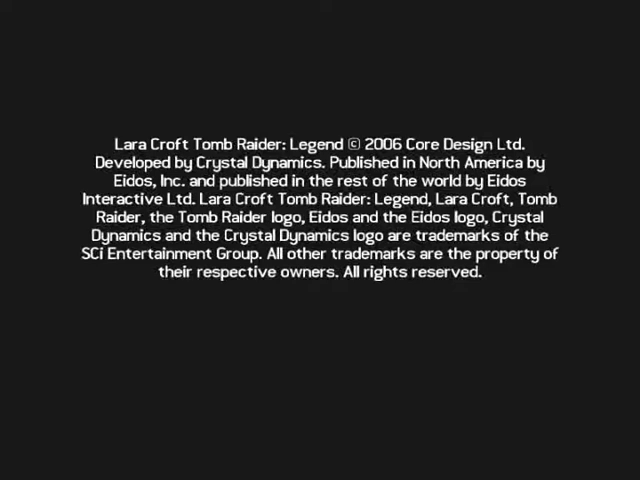 Lara Croft Tomb Raider: Legend © 2006 Core Design Ltd.
Developed by Crystal Dynamics. Published in North America by
Eidos, Inc. and published in the rest of the world by Eidos
Interactive Ltd. Lara Croft Tomb Raider: Legend, Lara Croft, Tomb
Raider, the Tomb Raider logo, Eidos and the Eidos logo, Crystal
Dynamics and the Crystal Dynamics logo are trademarks of the
SCi Entertainment Group. All other trademarks are the property of
their respective owners. All rights reserved.